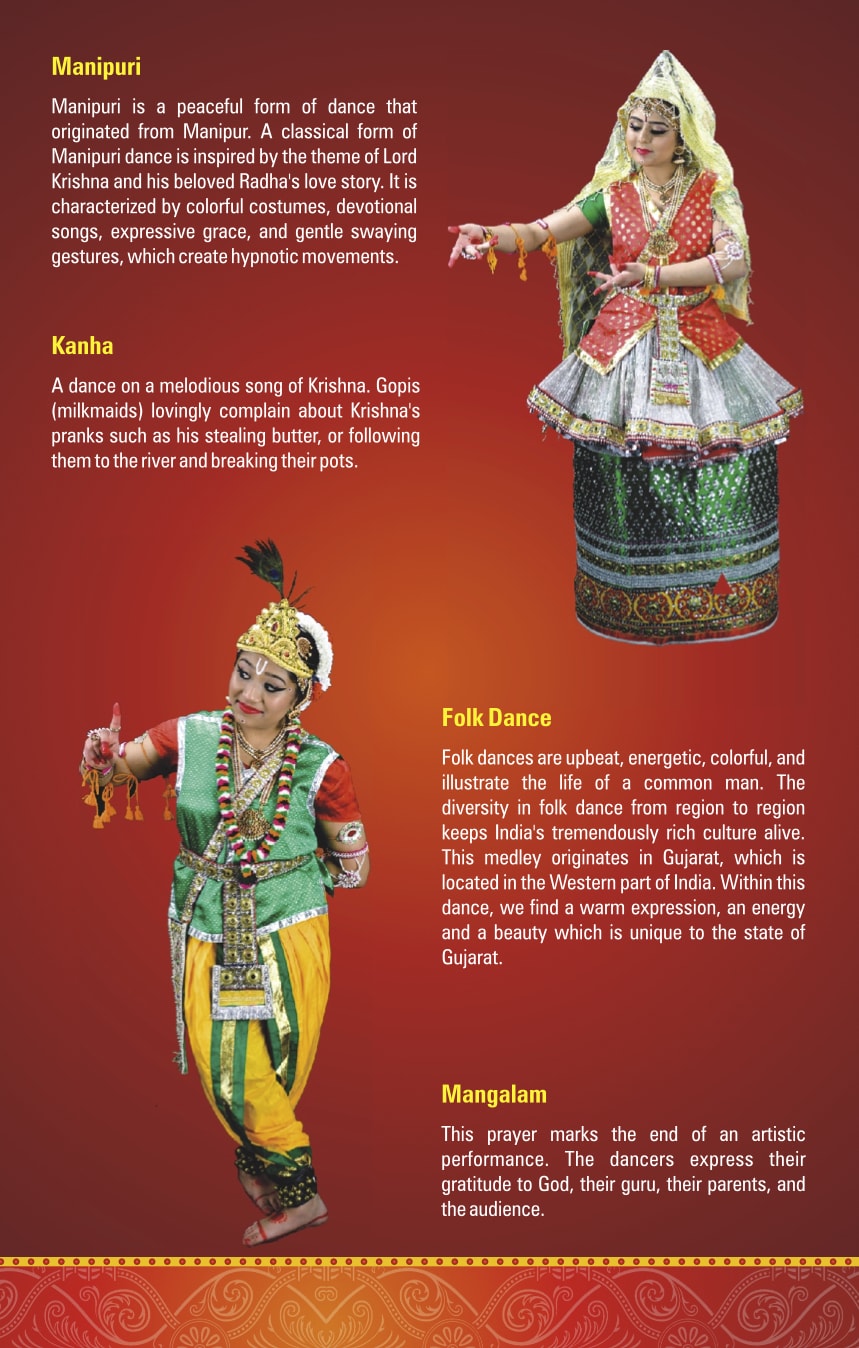 Manipuri
Manipuri is a peaceful form of dance that
originated from Manipur. A classical form of
Manipuri dance is inspired by the theme of Lord
Krishna and his beloved Radha's love story. It is
characterized by colorful costumes, devotional
songs, expressive grace, and gentle swaying
gestures, which create hypnotic movements.
Kanha
A dance on a melodious song of Krishna. Gopis
(milkmaids) lovingly complain about Krishna's
pranks such as his stealing butter, or following
them to the river and breaking their pots.
Folk Dance
Folk dances are upbeat, energetic, colorful, and
illustrate the life of a common man. The
diversity in folk dance from region to region
keeps India's tremendously rich culture alive.
This medley originates in Gujarat, which is
located in the Western part of India. Within this
dance, we find a warm expression, an energy
and a beauty which is unique to the state of
Gujarat.
Mangalam
This prayer marks the end of an artistic
performance. The dancers express their
gratitude to God, their guru, their parents, and
the audience.